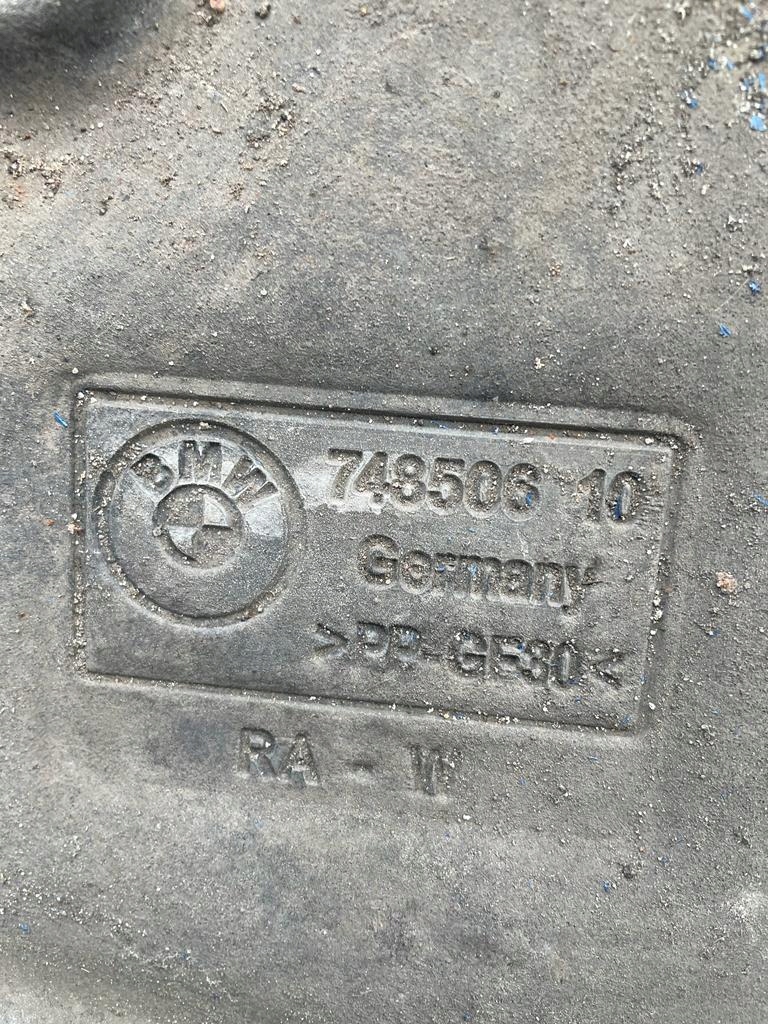 BMW
748506 10
Germany
>PP-GF30<
RA - W